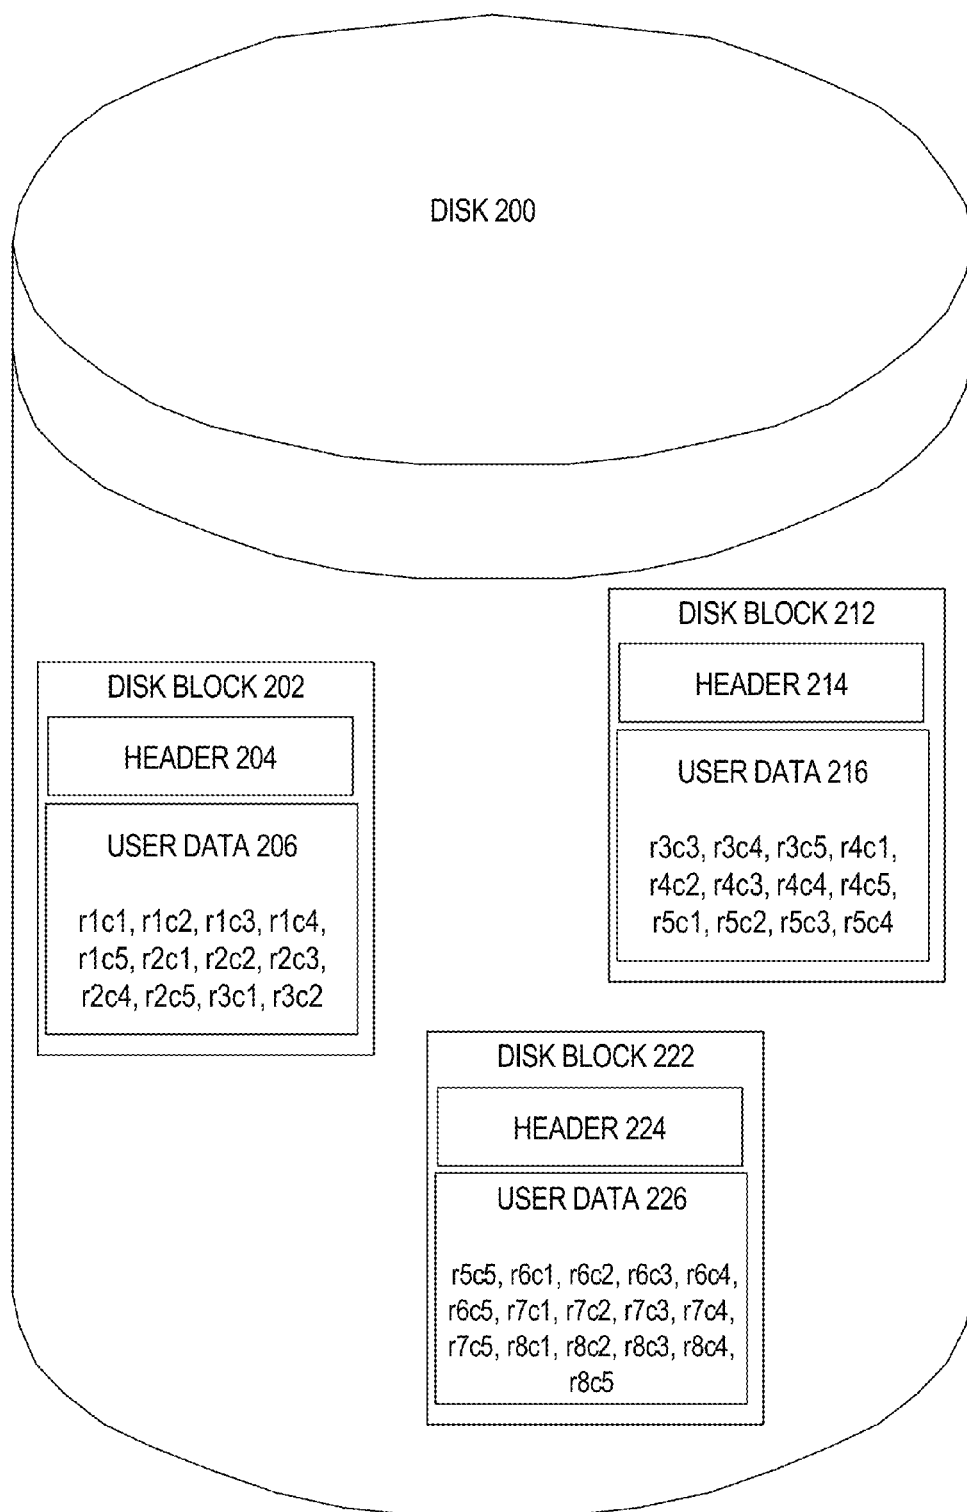 DISK 200
DISK BLOCK 212
HEADER 214
USER DATA 216
r3c3, r3c4, r3c5, r4c1,
r4c2, r4c3, r4c4, r4c5,
r5c1, r5c2, r5c3, r5c4
DISK BLOCK 202
HEADER 204
USER DATA 206
r1c1, r1c2, r1c3, r1c4,
r1c5, r2c1, r2c2, r2c3,
r2c4, r2c5, r3c1, r3c2
DISK BLOCK 222
HEADER 224
USER DATA 226
r5c5, r6c1, r6c2, r6c3, r6c4,
r6c5, r7c1, r7c2, r7c3, r7c4,
r7c5, r8c1, r8c2, r8c3, r8c4,
r8c5